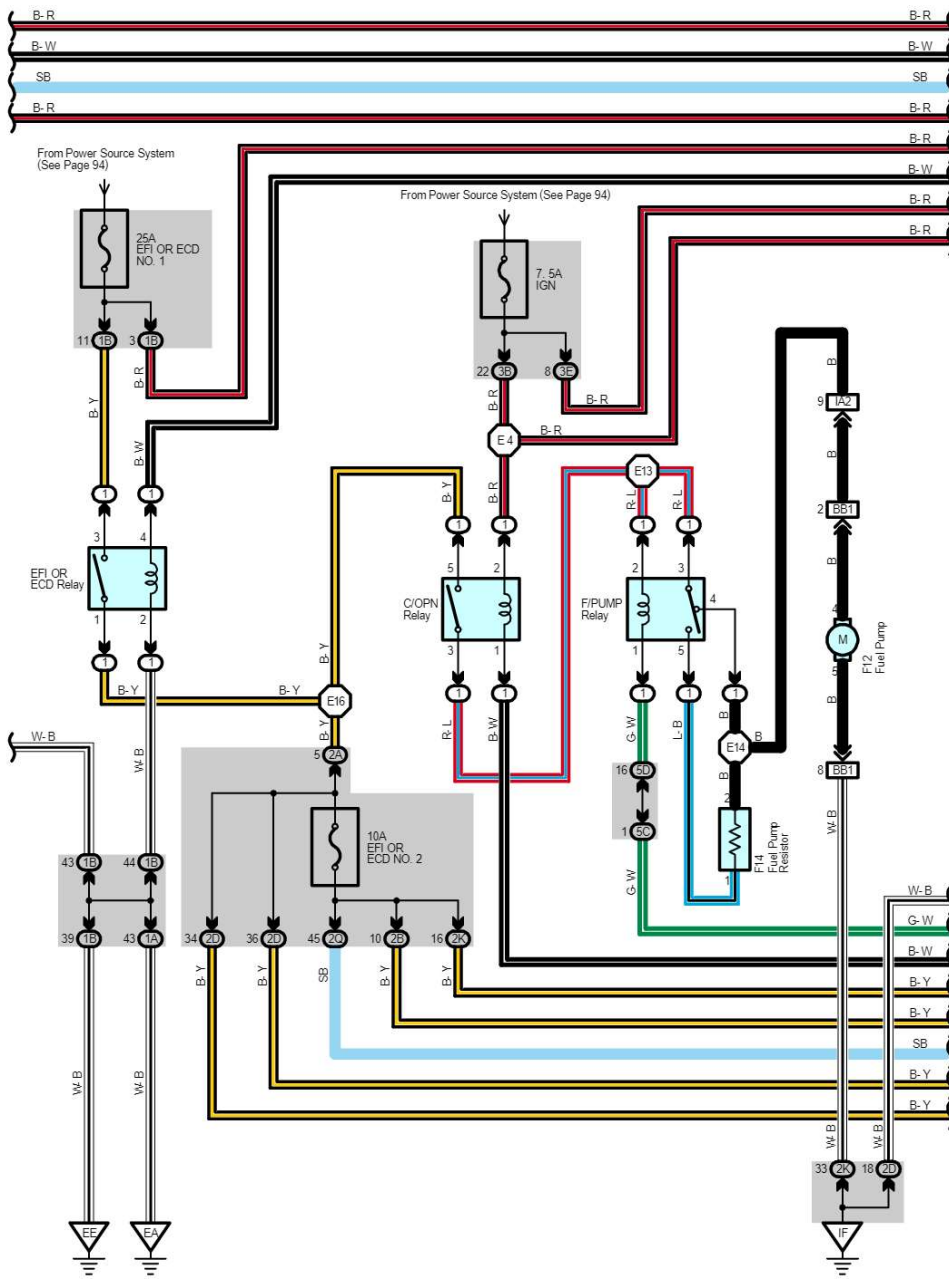 B-R B-R
B-W B-W
SB SB
B-R B-R
B-R
From Power Source System
(See Page 94)
B-W
From Power Source System (See Page 94)
B-R
B-R
25A
EFI OR ECD
NO. 1
7. 5A
IGN
11 1B 3 1B
22 3B 8 3E
B-R
B-Y
B-R
B-R
B-R
B
9 IA2
B-W
E4
B
B-Y
B-R
E13
R-L
R-L
1 1
2 BB1
1 1
1 1
3 4
B
5 2
2 3
EFI OR
ECD Relay
C/OPN
Relay
F/PUMP
Relay
4
4
M
F12
Fuel Pump
1 2
3 1
1 5
5
1 1
B-Y
B-Y
B-Y
E16
1 1
1 1 1
B
B-Y
R-L
B-W
G-W
L-B
B
E14
B
W-B
W-B
5 2A
B
16 5D
8 BB1
2
10A
EFI OR
ECD NO. 2
1 5C
F14
Fuel Pump
Resistor
1
W-B
43 1B 44 1B
G-W
W-B
39 1B 43 1A
34 2D 36 2D 45 2Q 10 2B 16 2K
G-W
B-W
B-Y
B-Y
SB
B-Y
B-Y
B-Y
B-Y
SB
B-Y
B-Y
W-B
W-B
W-B
W-B
33 2K 18 2D
EE EA IF